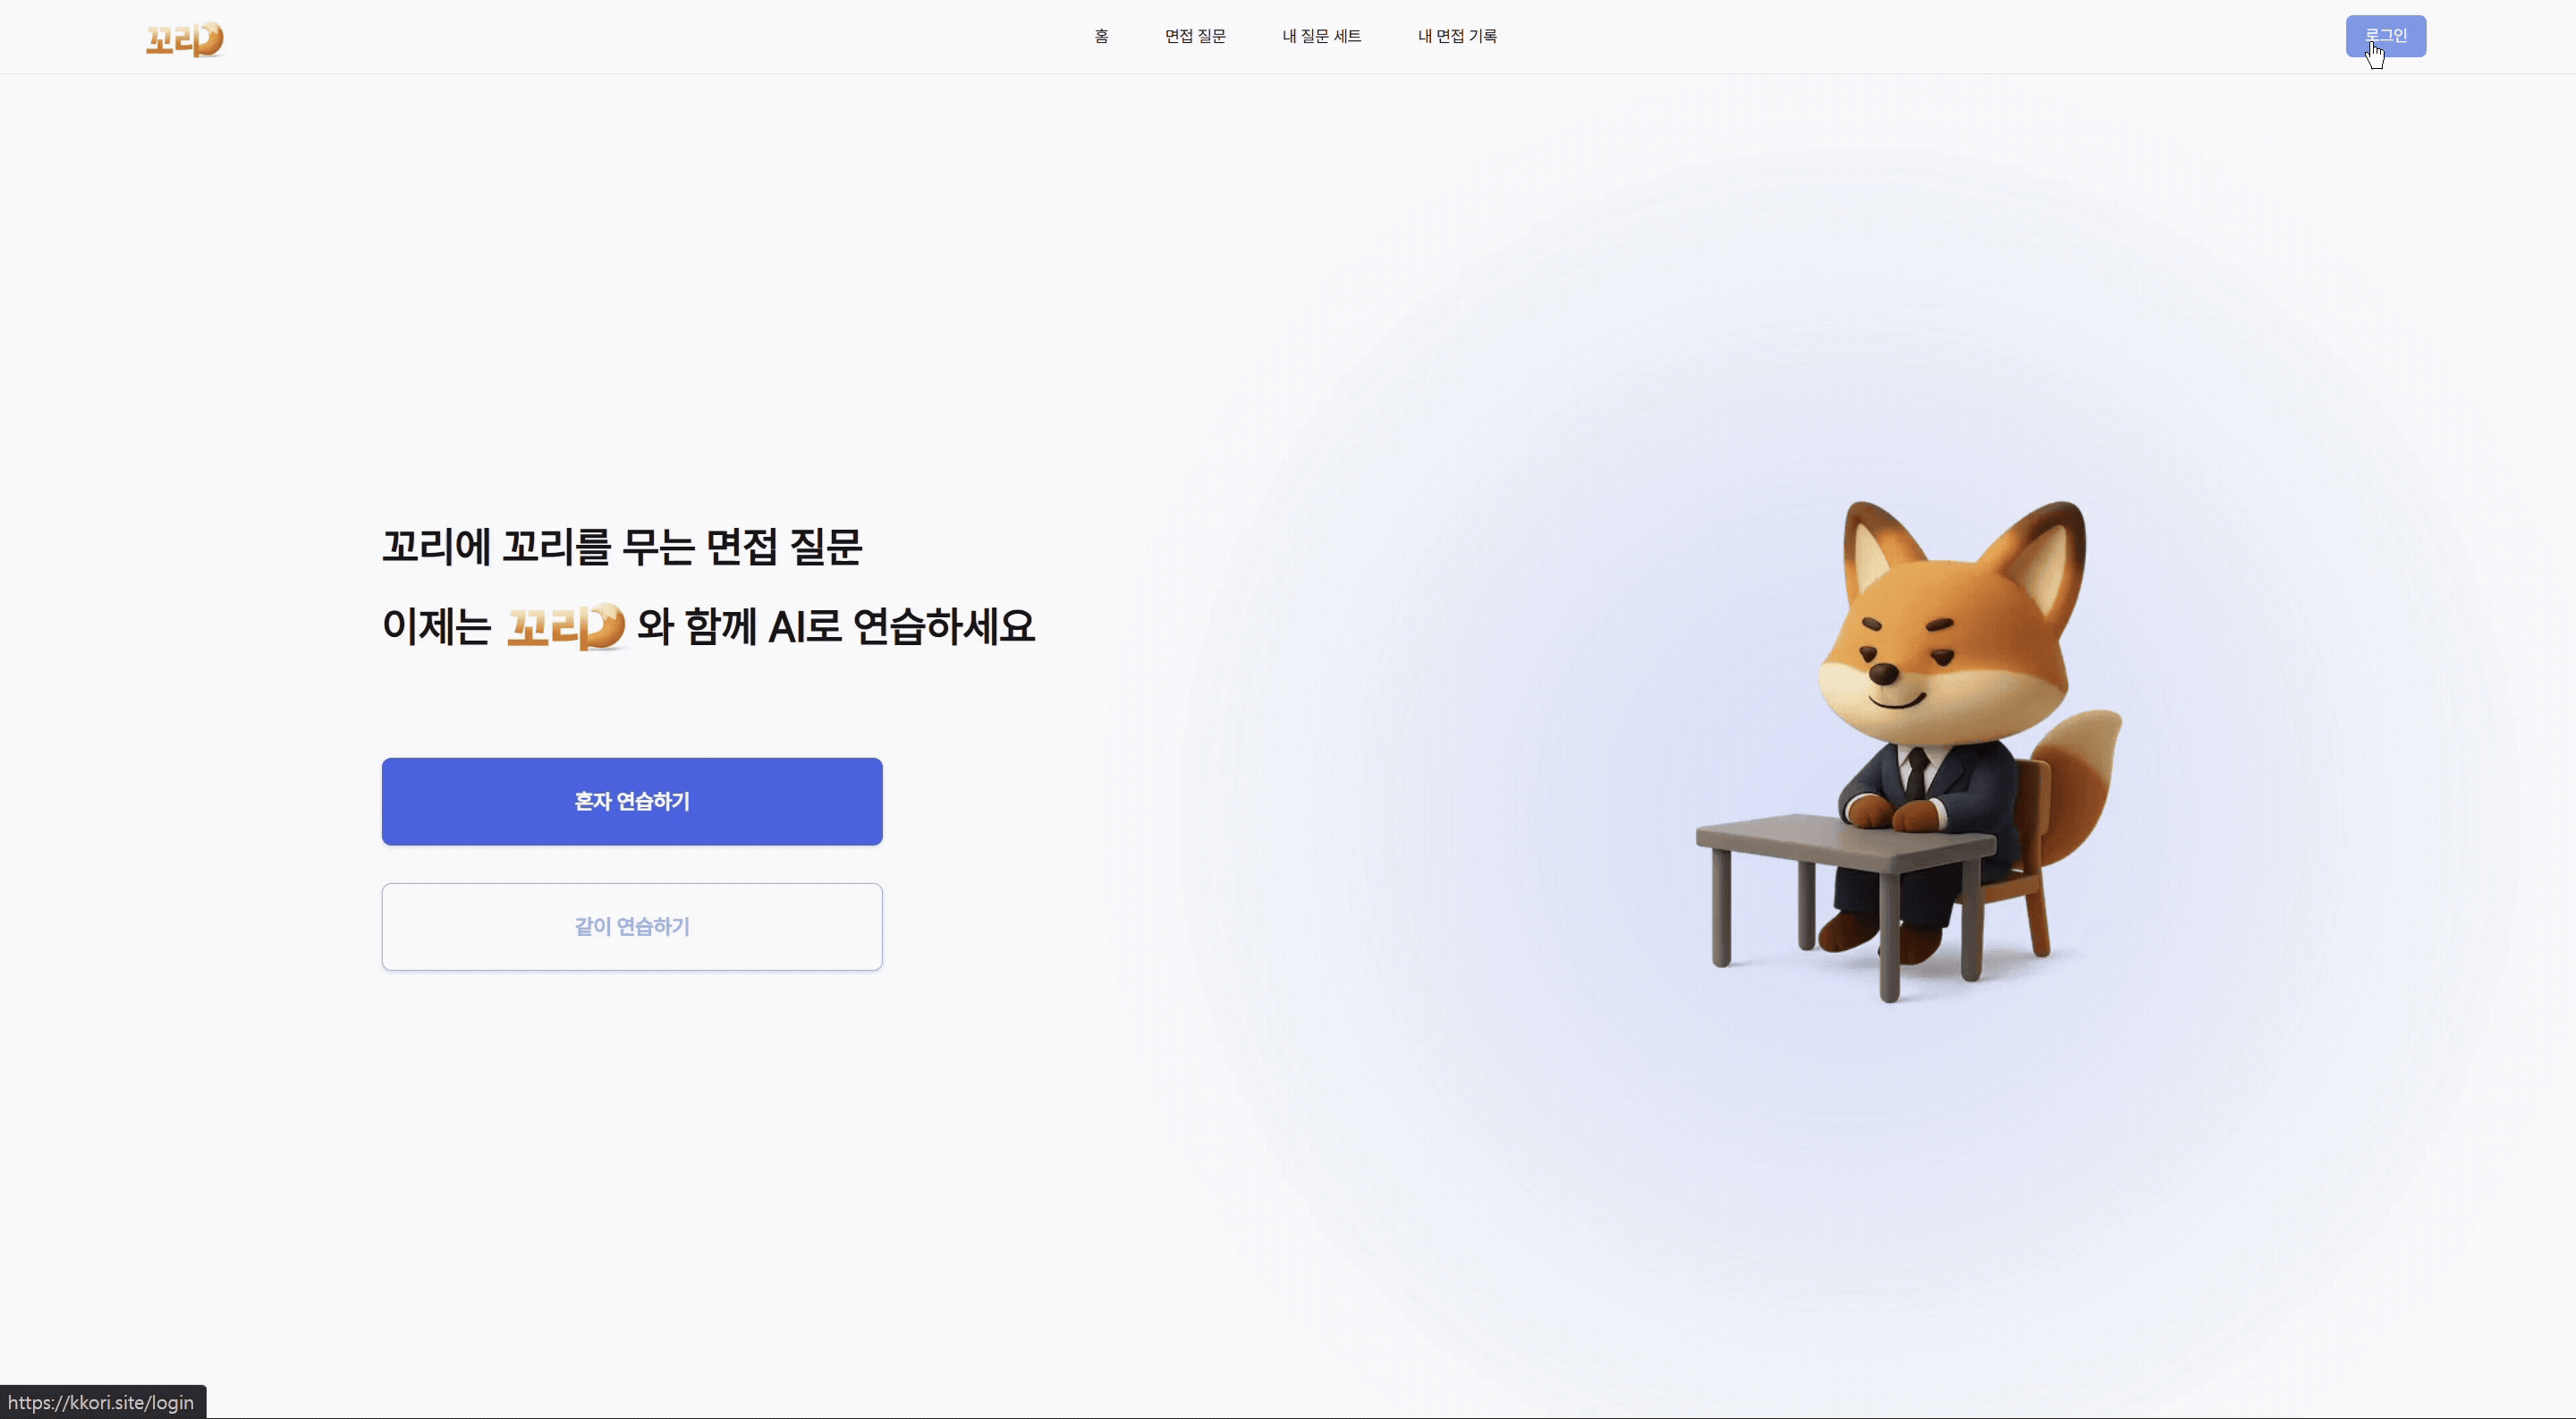 꼬리
홈
면접 질문
내 질문 세트
내 면접 기록
로그인
꼬리에 꼬리를 무는 면접 질문
이제는 꼬리 와 함께 AI로 연습하세요
혼자 연습하기
같이 연습하기
https://kkori.site/login